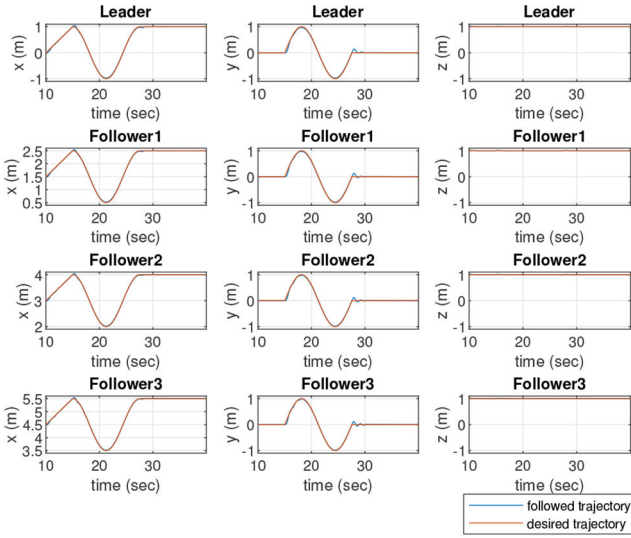 Leader
Leader
Leader
x (m)
1
0
-1
10
20
30
time (sec)
y (m)
1
0
-1
10
20
30
time (sec)
z (m)
1
0
-1
10
20
30
time (sec)
Follower1
Follower1
Follower1
x (m)
2.5
1.5
0.5
10
20
30
time (sec)
y (m)
1
0
-1
10
20
30
time (sec)
z (m)
1
0
-1
10
20
30
time (sec)
Follower2
Follower2
Follower2
x (m)
4
3
2
10
20
30
time (sec)
y (m)
1
0
-1
10
20
30
time (sec)
z (m)
1
0
-1
10
20
30
time (sec)
Follower3
Follower3
Follower3
x (m)
5.5
4.5
3.5
10
20
30
time (sec)
y (m)
1
0
-1
10
20
30
time (sec)
z (m)
1
0
-1
10
20
30
time (sec)
followed trajectory
desired trajectory